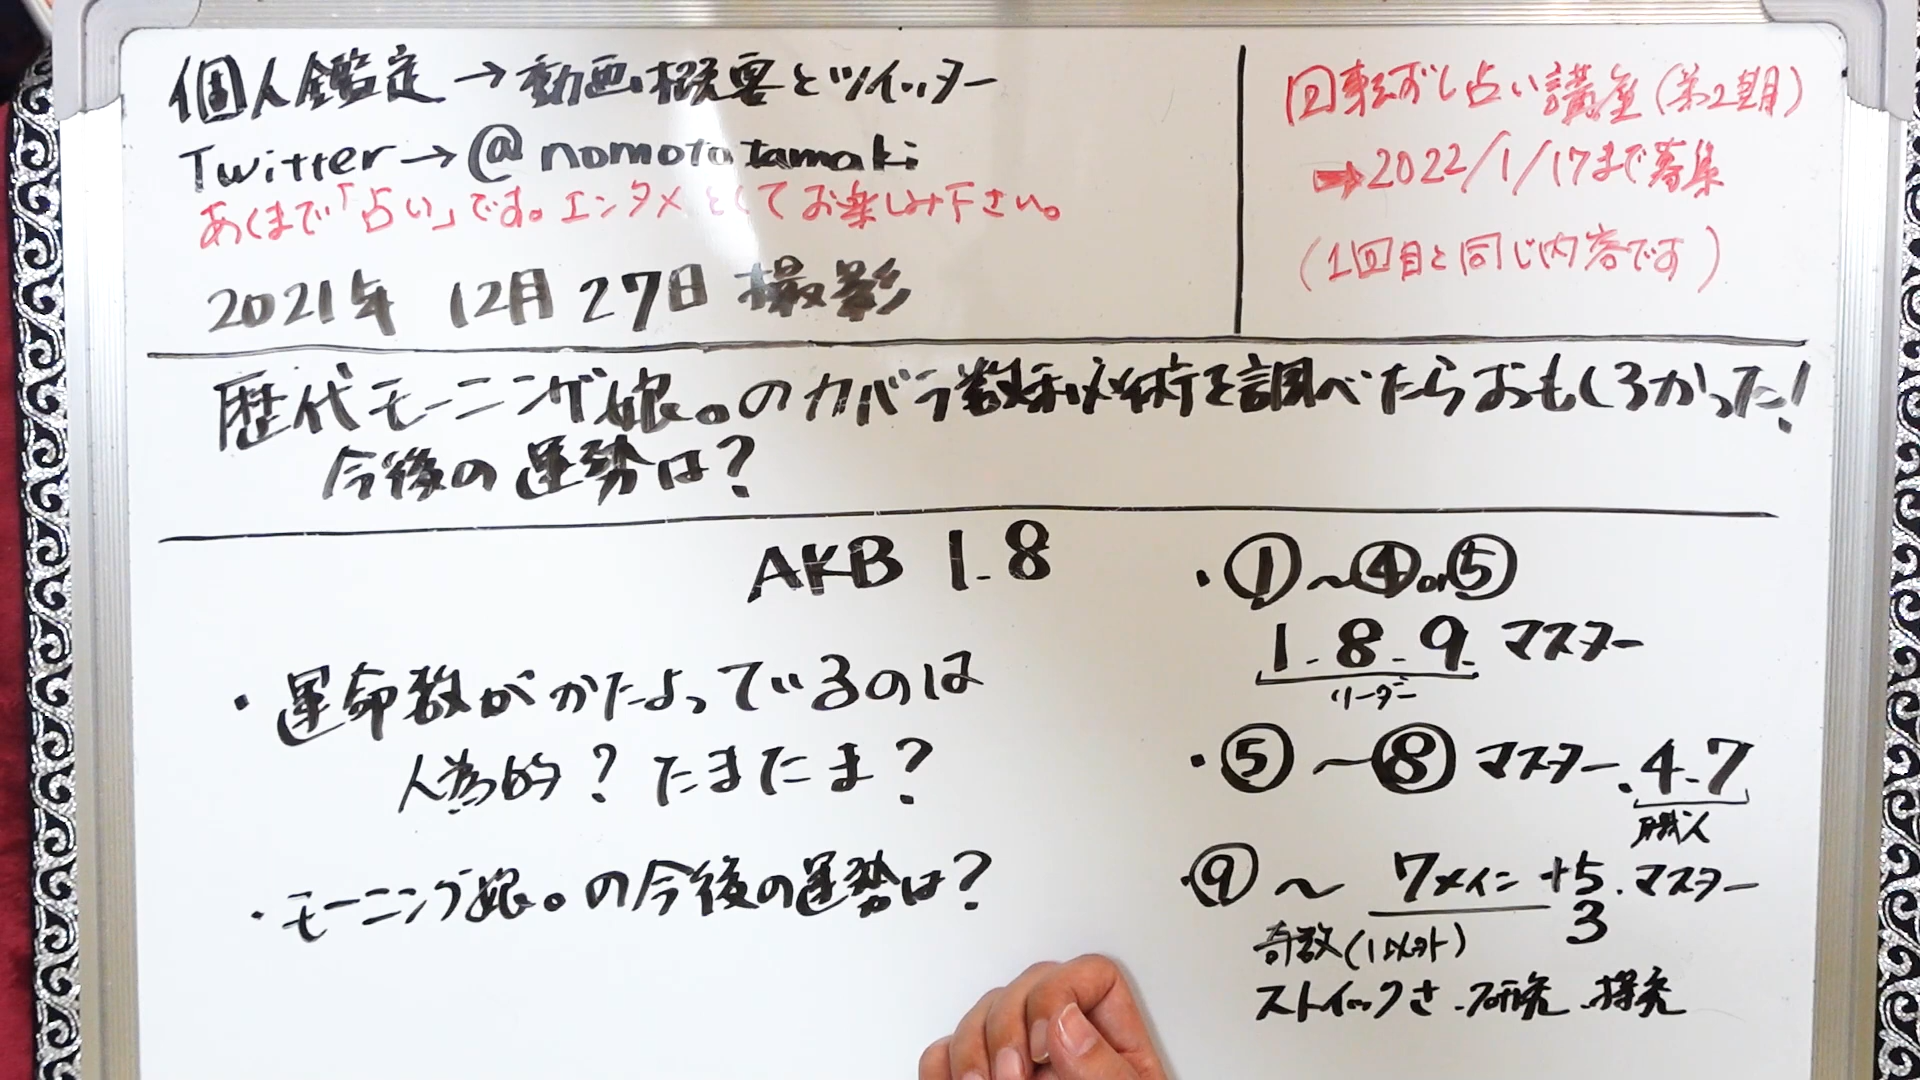 個人鑑定→動画概要とツイッター
Twitter→@nomototamaki
あくまで「占い」です。エンタメとしてお楽しみ下さい。
2021年 12月27日 撮影
回転ずし占い講座(第2期)
➡2022/1/17まで募集
(1回目と同じ内容です)
歴代モーニング娘。のカバラ数秘術を調べたらおもしろかった!
今後の運勢は?
AKB 1.8
・運命数がかたよっているのは
人為的?たまたま?
・モーニング娘。の今後の運勢は?
・①~④or⑤
1.8.9.マスター
リーダー
・⑤~⑧ マスター.4.7
職人
・⑨~ 7メイン+5.マスター
3
奇数(1以外)
ストイックさ.研究.探究